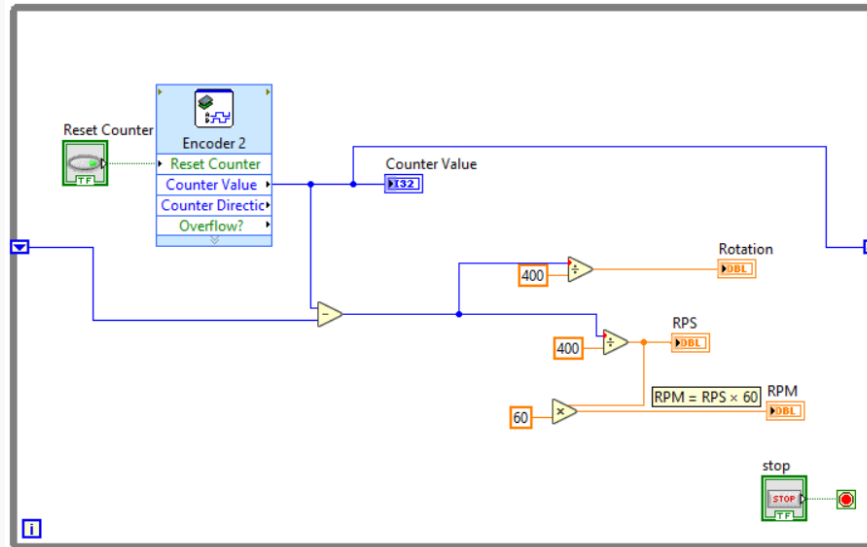 Reset Counter
TF
Encoder 2
Reset Counter
Counter Value
Counter Directic
Overflow?
Counter Value
I32
400
÷
Rotation
DBL
-
400
÷
RPS
DBL
60
×
RPM = RPS × 60
RPM
DBL
stop
STOP
TF
i